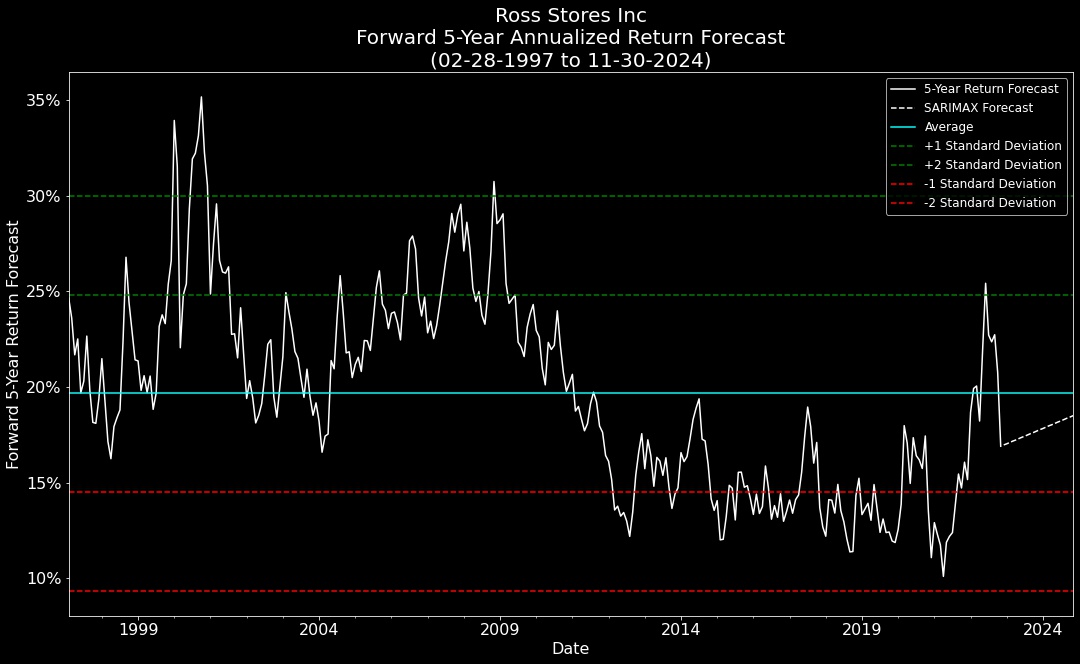 Ross Stores Inc
Forward 5-Year Annualized Return Forecast
(02-28-1997 to 11-30-2024)
5-Year Return Forecast
SARIMAX Forecast
Average
+1 Standard Deviation
+2 Standard Deviation
-1 Standard Deviation
-2 Standard Deviation
Forward 5-Year Return Forecast
35%
30%
25%
20%
15%
10%
1999
2004
2009
2014
2019
2024
Date